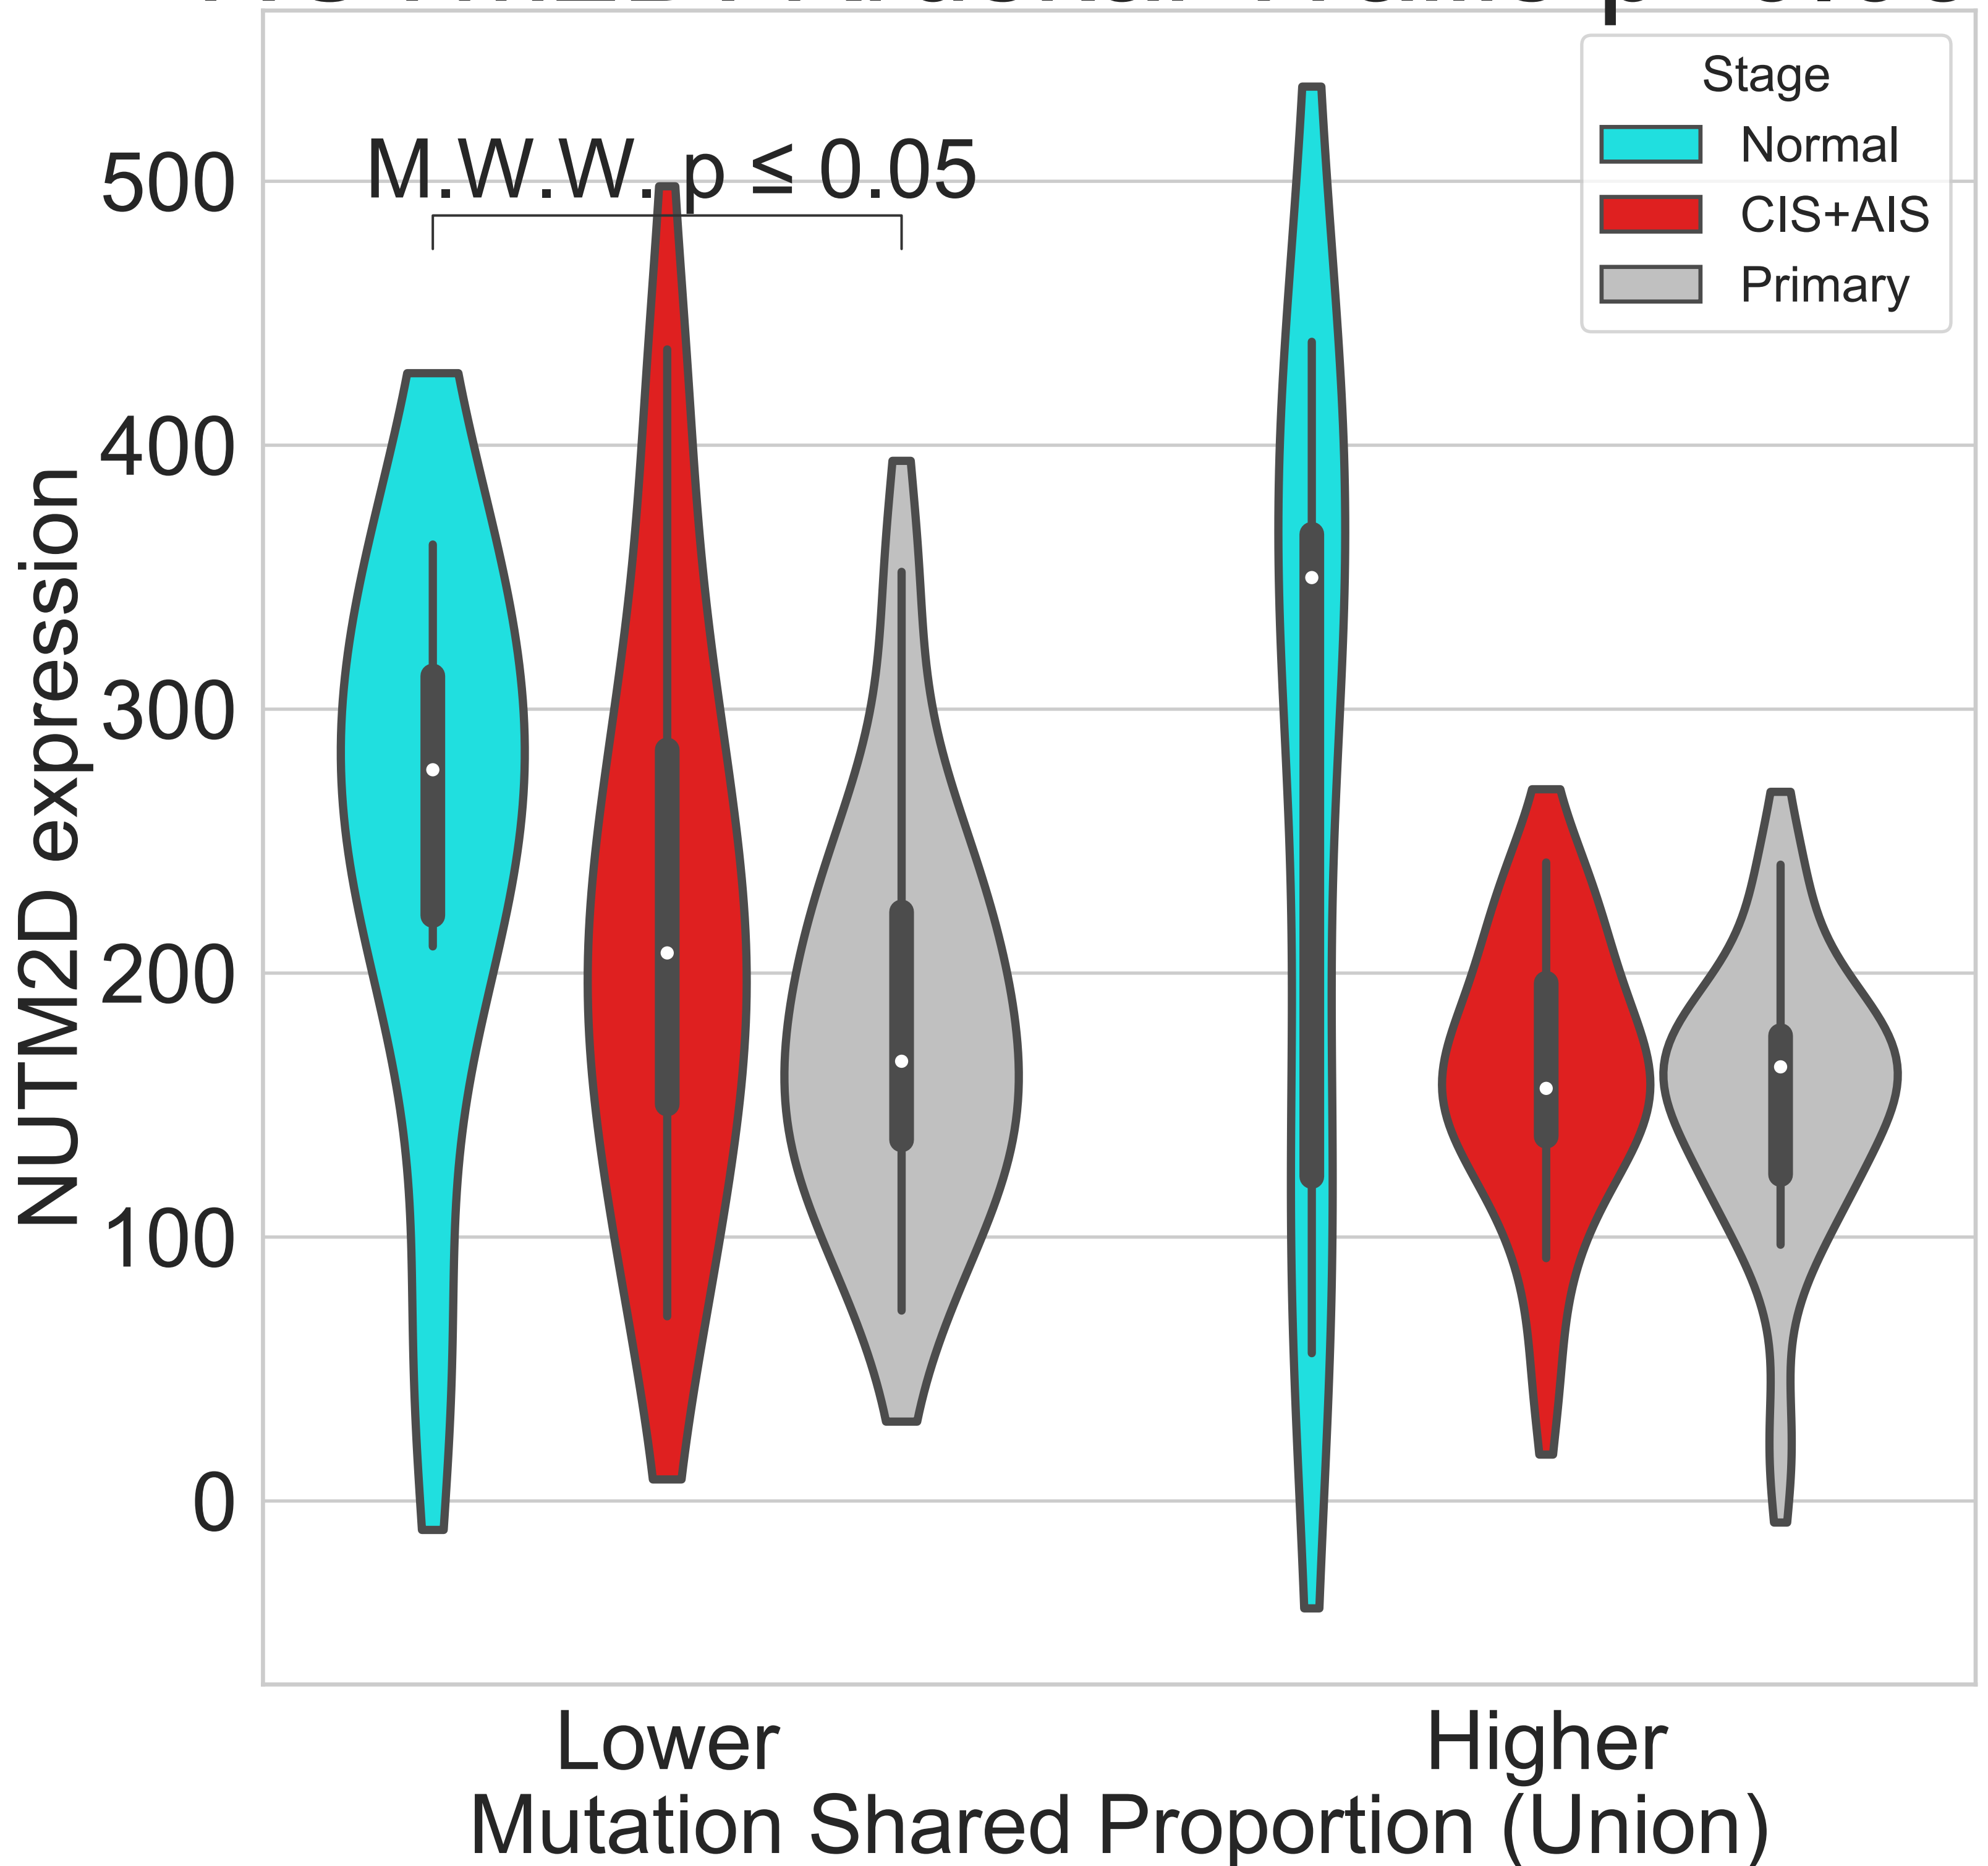 Stage
Normal
CIS+AIS
Primary
M.W.W. p ≤ 0.05
500
400
300
200
100
0
NUTM2D expression
Lower
Higher
Mutation Shared Proportion (Union)